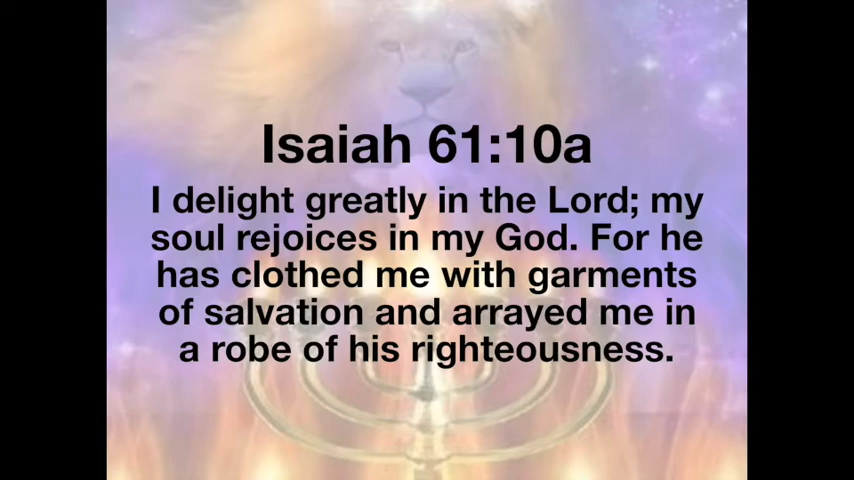 Isaiah 61:10a
I delight greatly in the Lord; my
soul rejoices in my God. For he
has clothed me with garments
of salvation and arrayed me in
a robe of his righteousness.